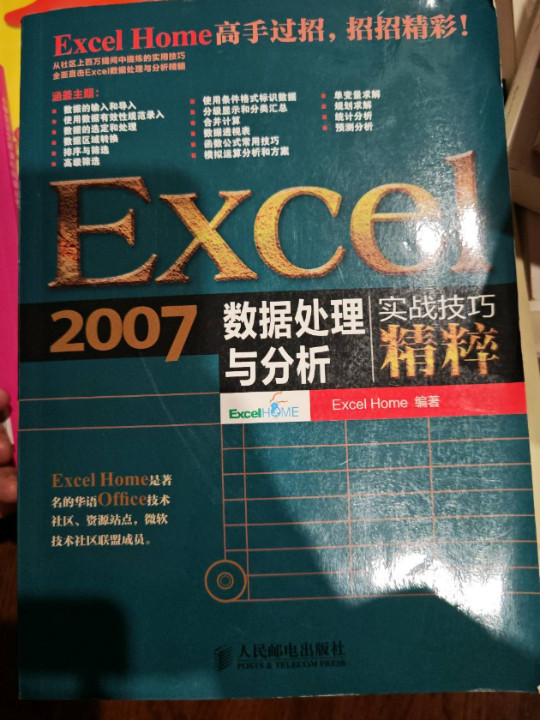 Excel Home高手过招，招招精彩！
从社区上百万提问中提炼的实用技巧
全面直击Excel数据处理与分析精髓
涵盖主题：
数据的输入和导入
使用数据有效性规范录入
数据的选定和处理
数据区域转换
排序与筛选
高级筛选
使用条件格式标识数据
分级显示和分类汇总
合并计算
数据透视表
函数公式常用技巧
模拟运算分析和方案
单变量求解
规划求解
统计分析
预测分析
Excel
2007
数据处理
与分析
实战技巧
精粹
ExcelHOME
Excel Home 编著
Excel Home是著
名的华语Office技术
社区、资源站点，微软
技术社区联盟成员。
人民邮电出版社
POSTS & TELECOM PRESS